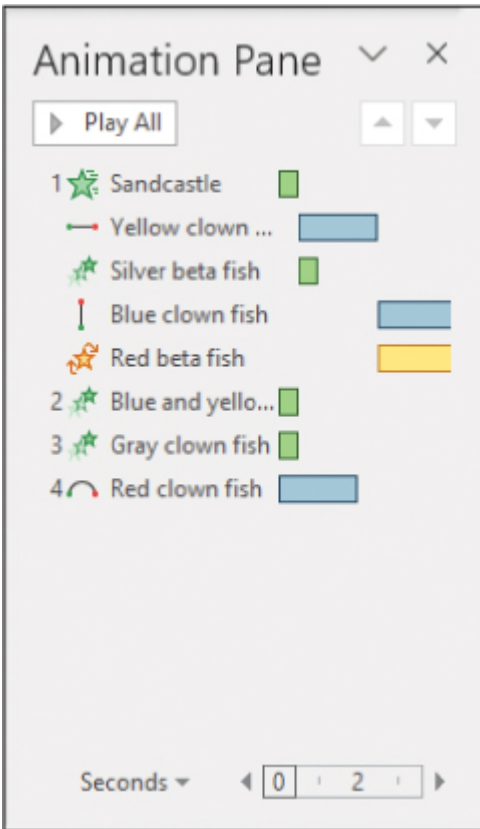 Animation Pane
Play All
1 Sandcastle
Yellow clown ...
Silver beta fish
Blue clown fish
Red beta fish
2 Blue and yello...
3 Gray clown fish
4 Red clown fish
Seconds 0 2